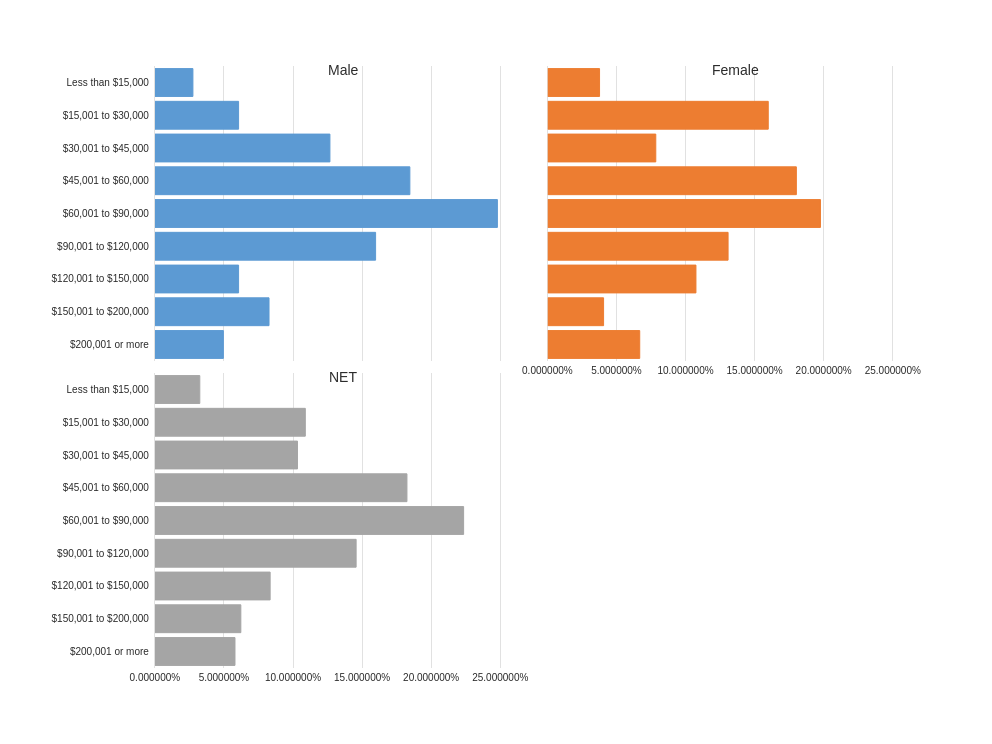 Male
Less than $15,000
$15,001 to $30,000
$30,001 to $45,000
$45,001 to $60,000
$60,001 to $90,000
$90,001 to $120,000
$120,001 to $150,000
$150,001 to $200,000
$200,001 or more
Female
0.000000% 5.000000% 10.000000% 15.000000% 20.000000% 25.000000%
NET
Less than $15,000
$15,001 to $30,000
$30,001 to $45,000
$45,001 to $60,000
$60,001 to $90,000
$90,001 to $120,000
$120,001 to $150,000
$150,001 to $200,000
$200,001 or more
0.000000% 5.000000% 10.000000% 15.000000% 20.000000% 25.000000%